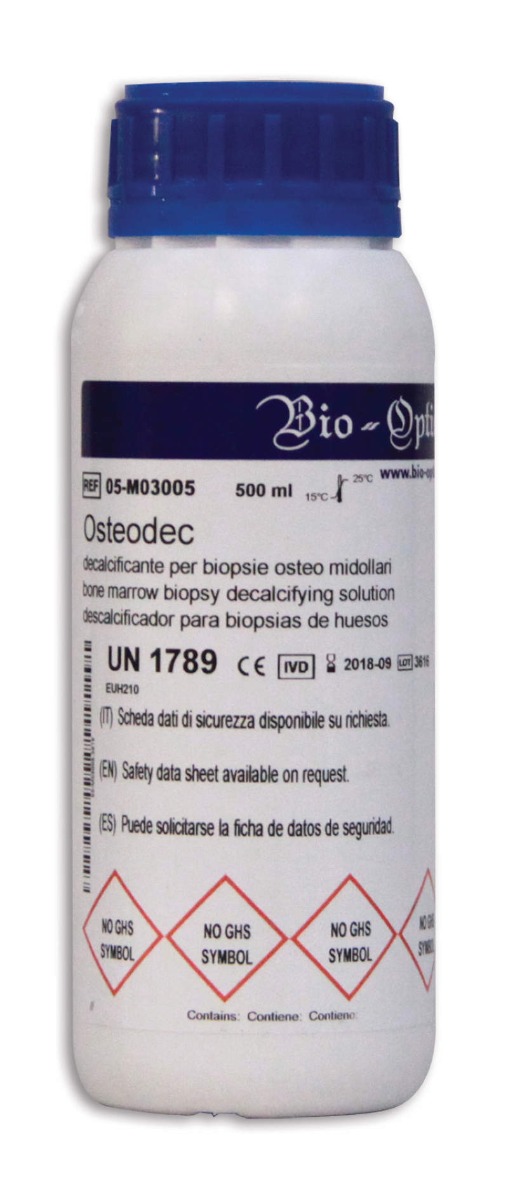 Bio - Opti
REF 05-M03005 500 ml 15°C 25°C www.bio-opt
Osteodec
decalcificante per biopsie osteo midollari
bone marrow biopsy decalcifying solution
descalcificador para biopsias de huesos
UN 1789 CE IVD 2018-09 LOT 3616
EUH210
(IT) Scheda dati di sicurezza disponibile su richiesta.
(EN) Safety data sheet available on request.
(ES) Puede solicitarse la ficha de datos de seguridad.
NO GHS NO GHS NO GHS NO GHS
SYMBOL SYMBOL SYMBOL
Contains: Contiene: Contiene: